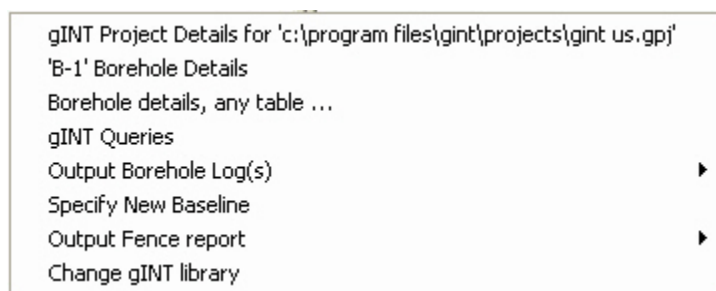 gINT Project Details for 'c:\program files\gint\projects\gint us.gpj'
'B-1' Borehole Details
Borehole details, any table ...
gINT Queries
Output Borehole Log(s)
Specify New Baseline
Output Fence report
Change gINT library